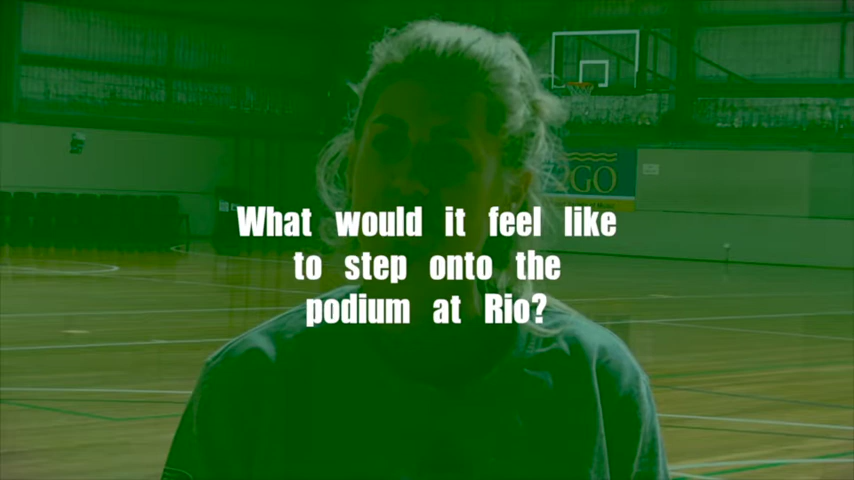 What would it feel like
to step onto the
podium at Rio?